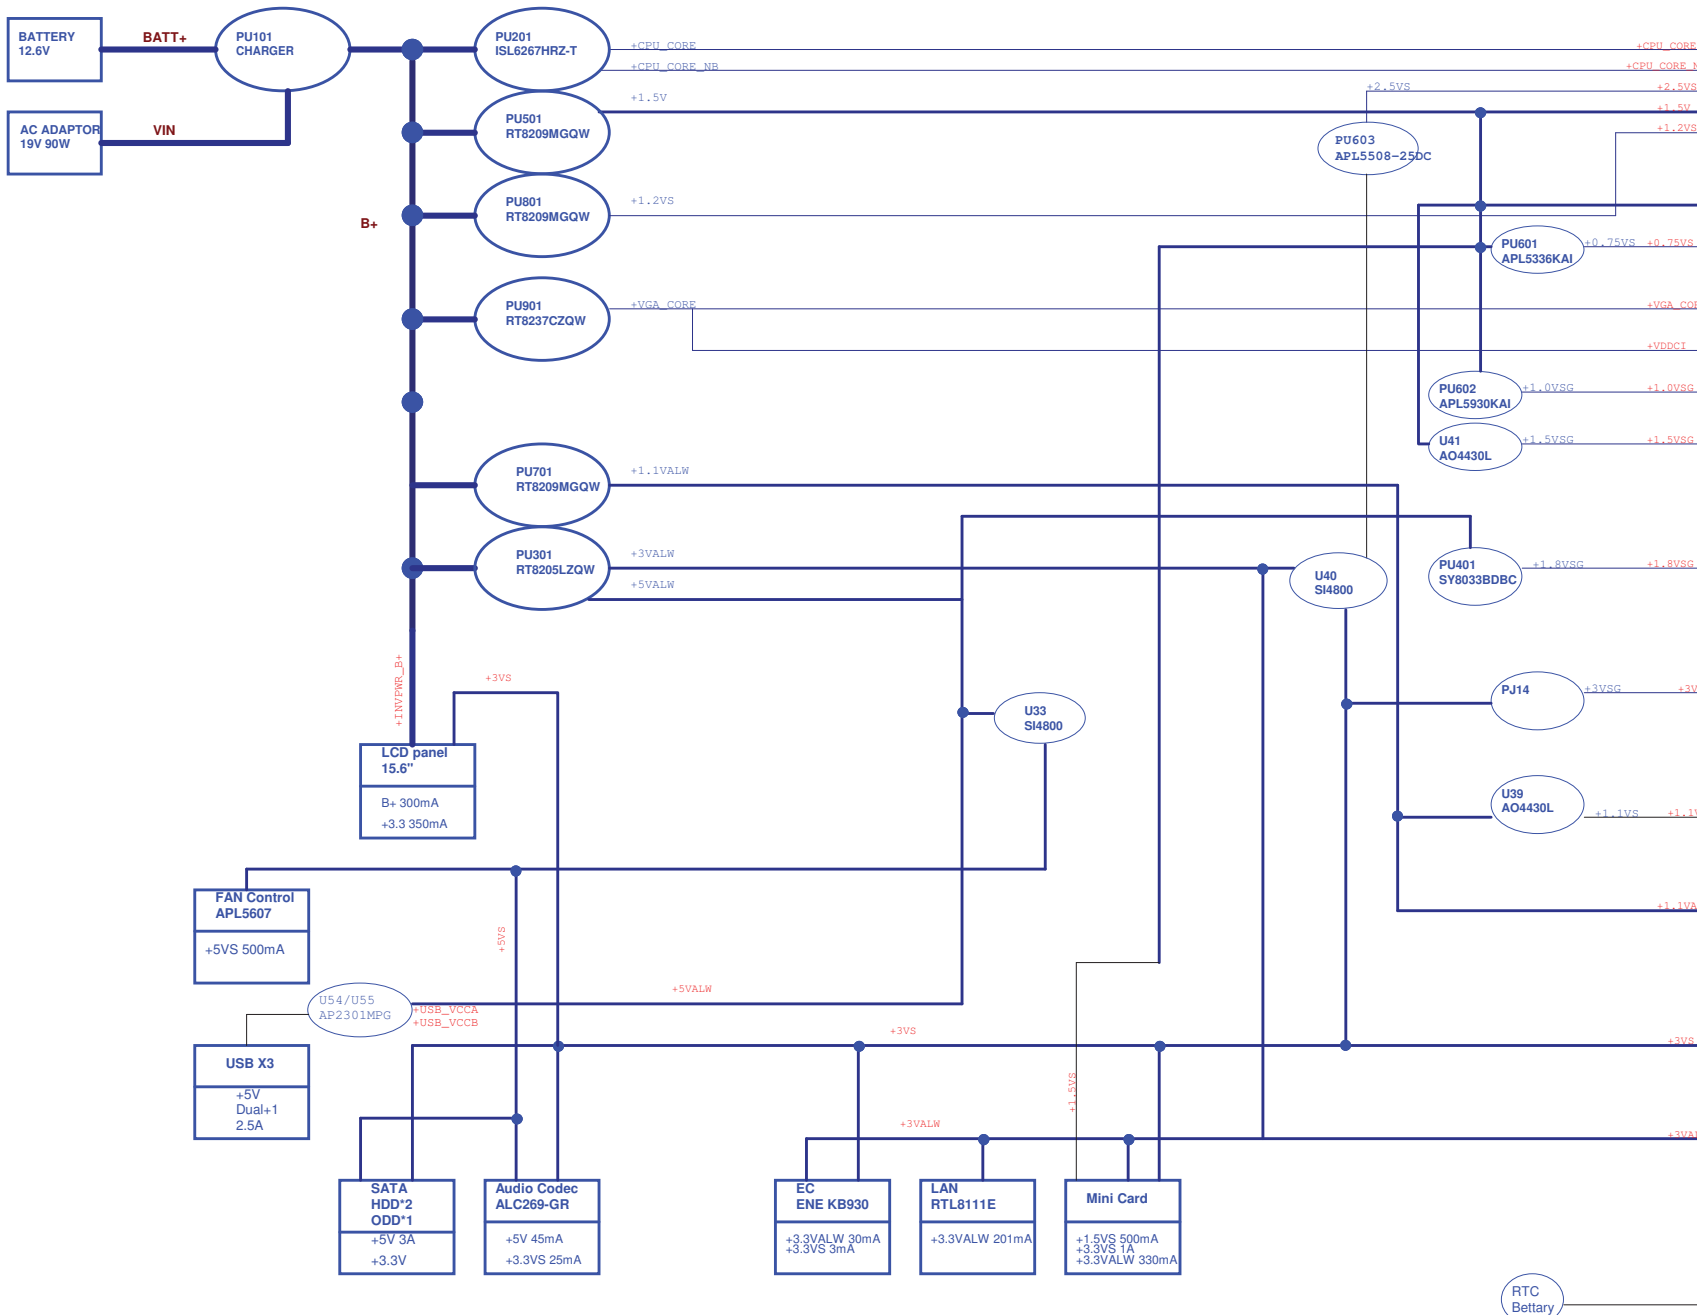 BATTERY
12.6V
BATT+
PU101
CHARGER
AC ADAPTOR
19V 90W
VIN
B+
PU201
ISL6267HRZ-T
+CPU_CORE
+CPU_CORE
+CPU_CORE_NB
+CPU_CORE_N
+2.5VS
+2.5VS
PU501
RT8209MGQW
+1.5V
+1.5V
+1.2VS
PU603
APL5508-25DC
PU801
RT8209MGQW
+1.2VS
PU601
APL5336KAI
+0.75VS
+0.75VS
PU901
RT8237CZQW
+VGA_CORE
+VGA_COR
+VDDCI
PU602
APL5930KAI
+1.0VSG
+1.0VSG
U41
AO4430L
+1.5VSG
+1.5VSG
PU701
RT8209MGQW
+1.1VALW
PU301
RT8205LZQW
+3VALW
+5VALW
U40
SI4800
PU401
SY8033BDBC
+1.8VSG
+1.8VSG
+INVPWR_B+
+3VS
U33
SI4800
PJ14
+3VSG
+3V
LCD panel
15.6"
B+ 300mA
+3.3 350mA
U39
AO4430L
+1.1VS
+1.1V
FAN Control
APL5607
+5VS 500mA
+5VS
+1.1VA
U54/U55
AP2301MPG
+USB_VCCA
+USB_VCCB
+5VALW
+3VS
+3VS
USB X3
+5V
Dual+1
2.5A
+1.5VS
+3VALW
+3VAL
SATA
HDD*2
ODD*1
+5V 3A
+3.3V
Audio Codec
ALC269-GR
+5V 45mA
+3.3VS 25mA
EC
ENE KB930
+3.3VALW 30mA
+3.3VS 3mA
LAN
RTL8111E
+3.3VALW 201mA
Mini Card
+1.5VS 500mA
+3.3VS 1A
+3.3VALW 330mA
RTC
Bettary